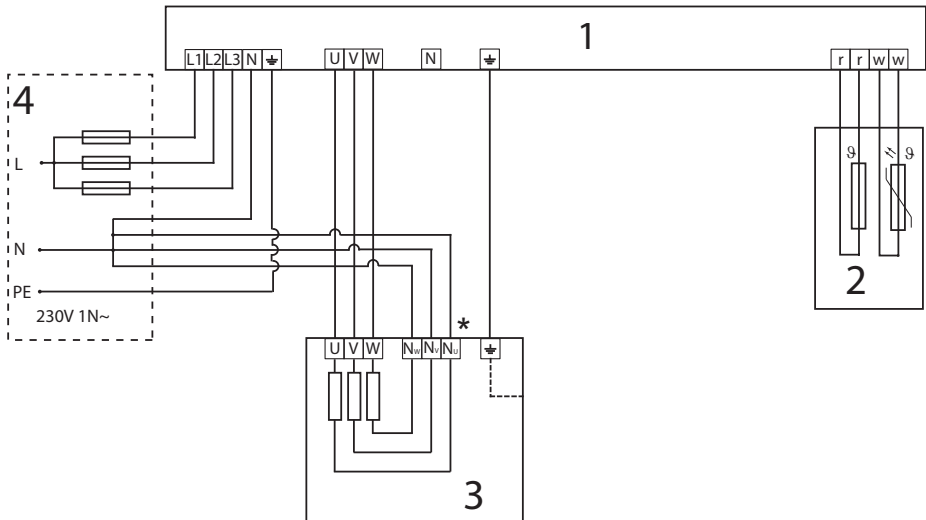 1
L1 L2 L3 N ⏚ U V W N ⏚ r r w w
4
L
N
PE
230V 1N~
ϑ ϑ
2
*
U V W NW NV NU ⏚
3